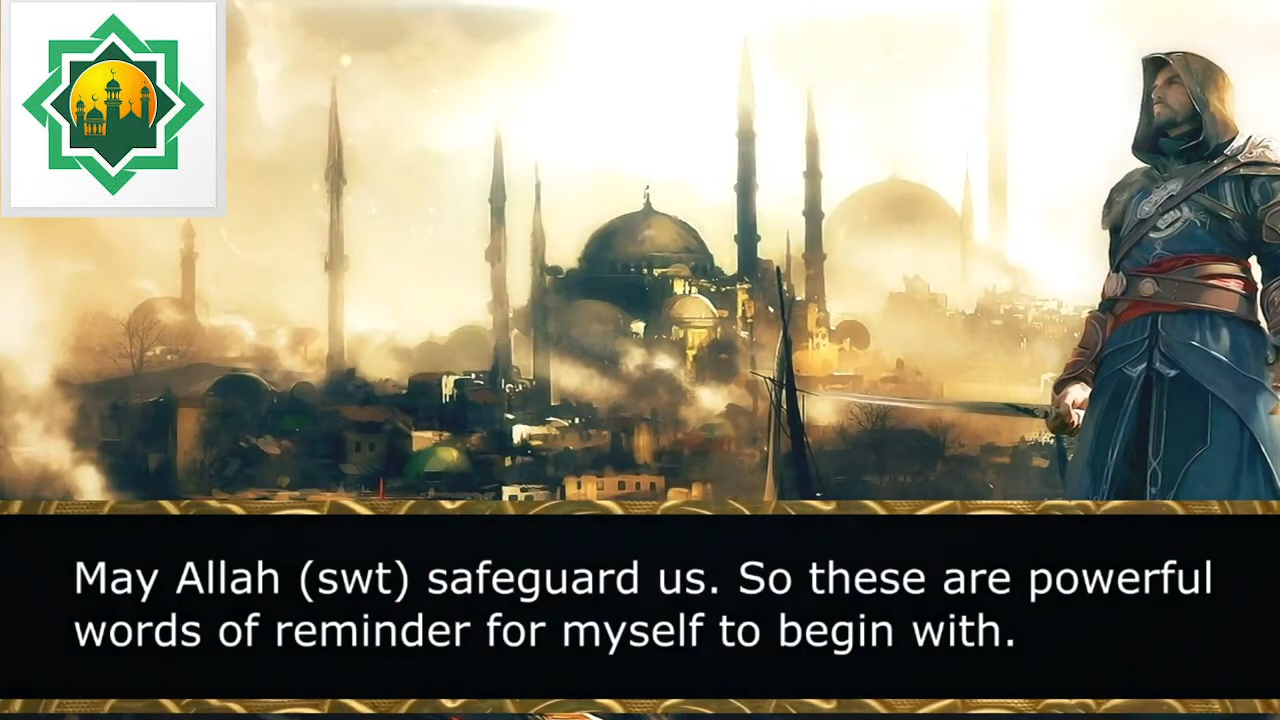 May Allah (swt) safeguard us. So these are powerful
words of reminder for myself to begin with.